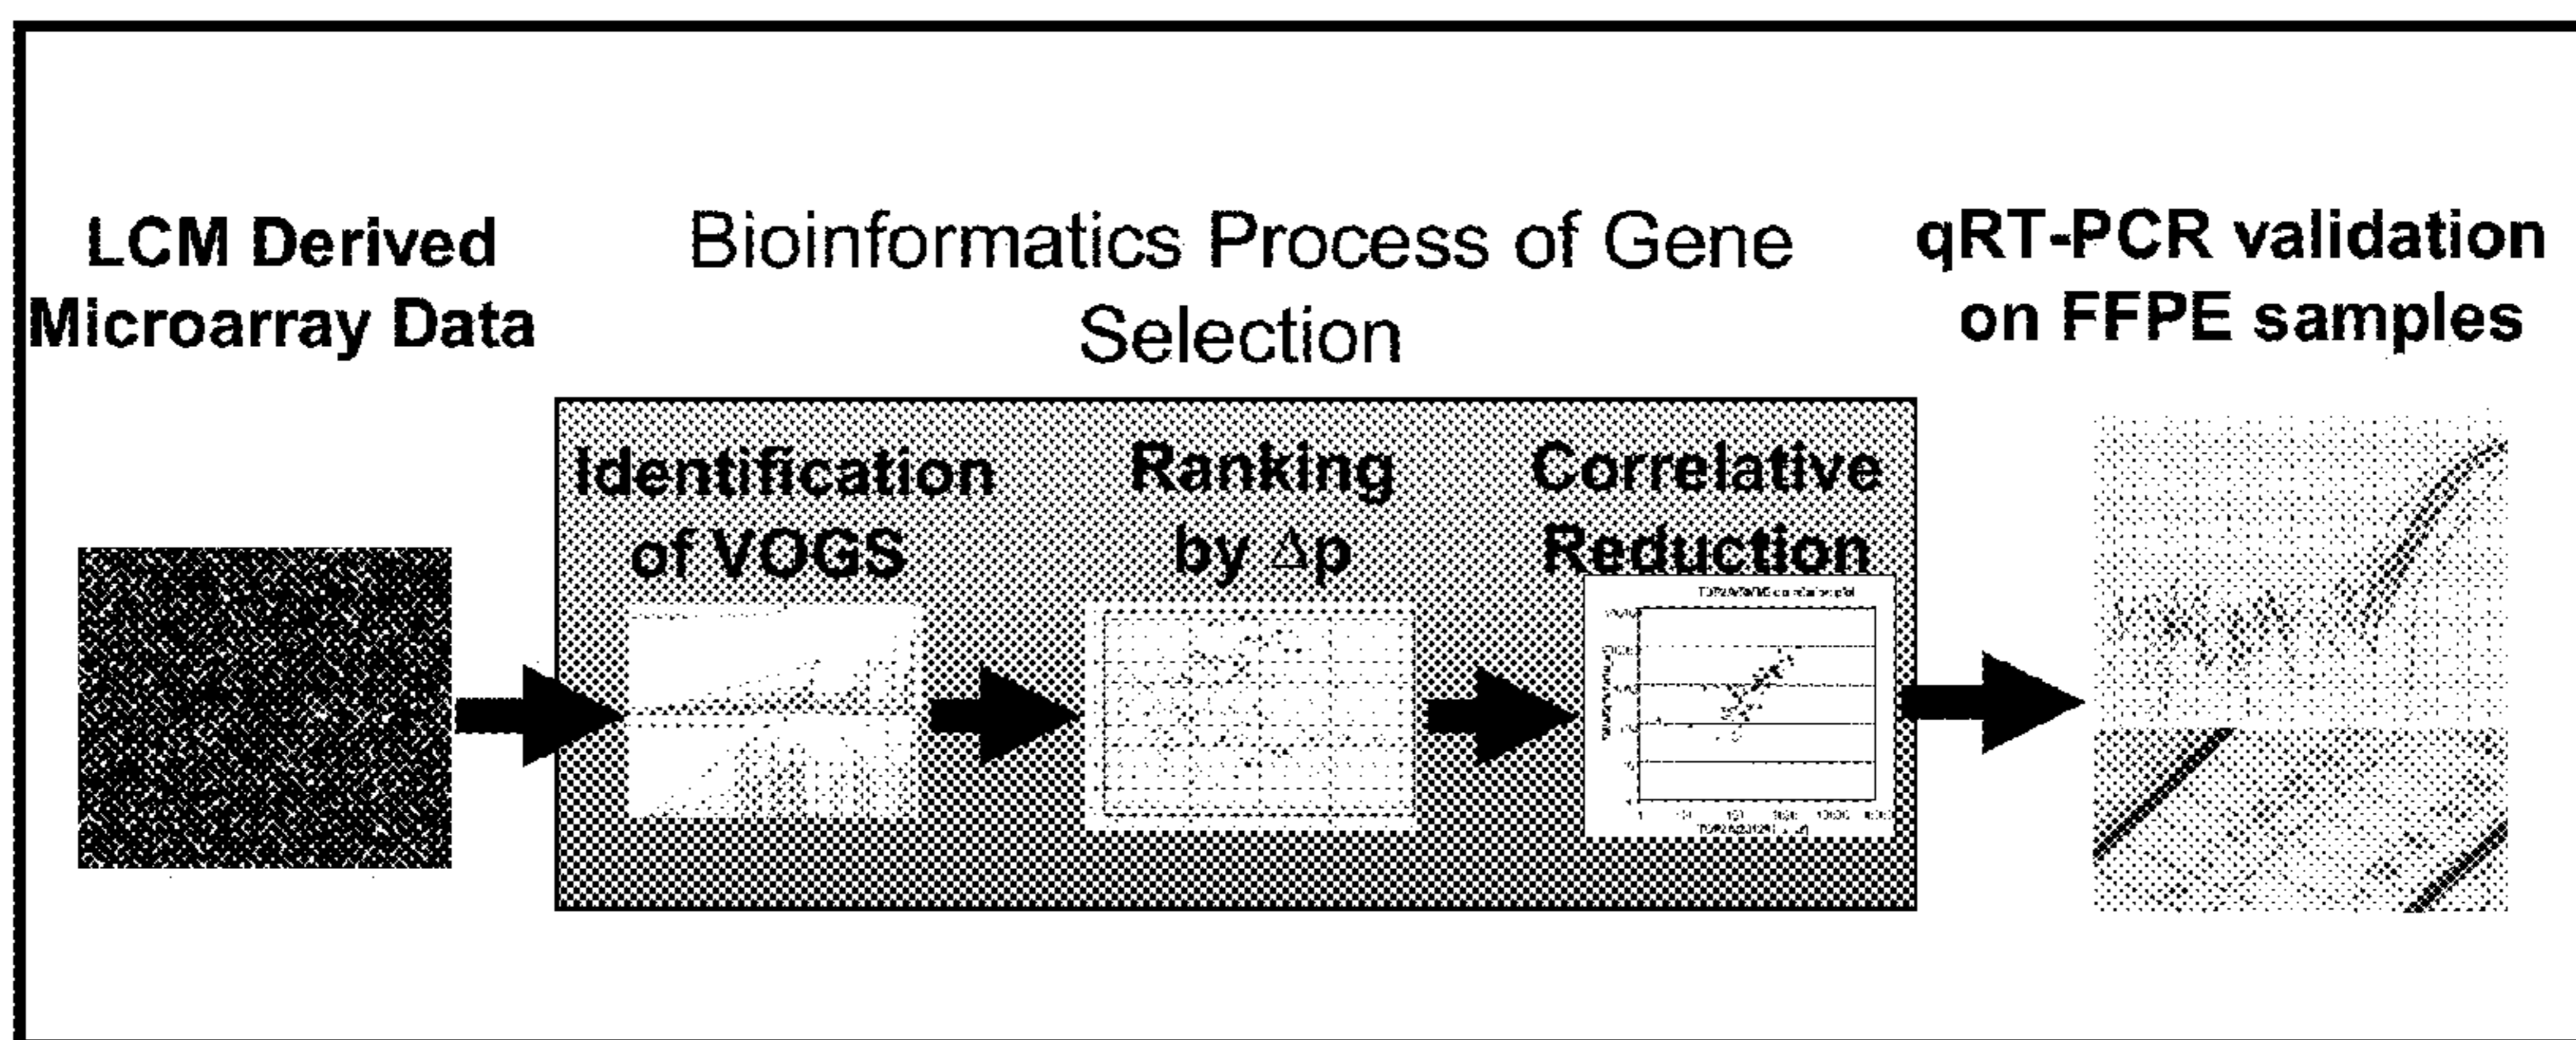 LCM Derived
Microarray Data
Bioinformatics Process of Gene
Selection
qRT-PCR validation
on FFPE samples
Identification
of VOGS
Ranking
by Δp
Correlative
Reduction